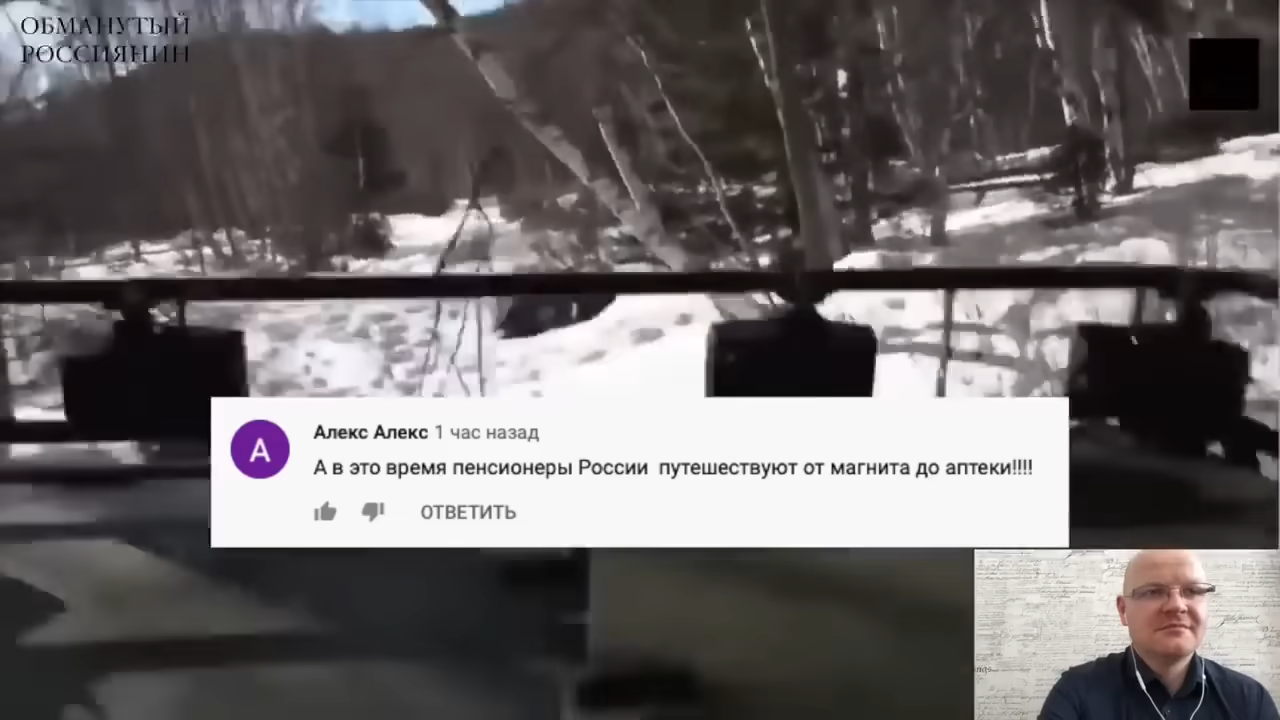 ОБМАНУТЫЙ
РОССИЯНИН
А
Алекс Алекс 1 час назад
А в это время пенсионеры России путешествуют от магнита до аптеки!!!!
ОТВЕТИТЬ